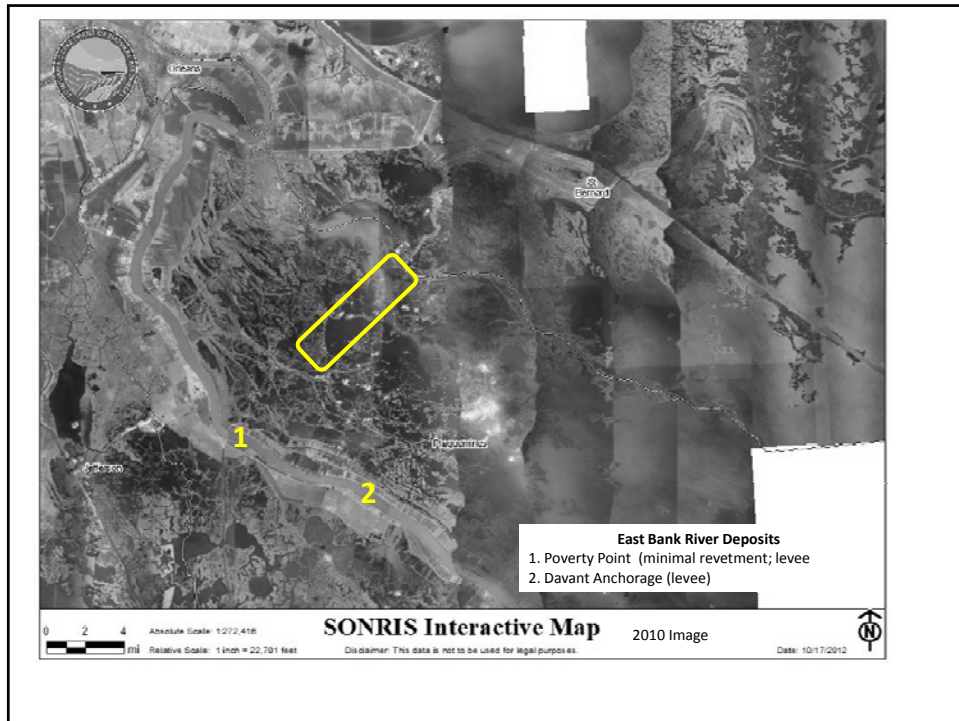 Orleans
St
Bernard
1
Plaquemines
Jefferson
2
East Bank River Deposits
1. Poverty Point (minimal revetment; levee
2. Davant Anchorage (levee)
0 2 4
mi
Absolute Scale: 1:272,416
Relative Scale: 1 inch = 22,701 feet
SONRIS Interactive Map
2010 Image
Disclaimer: This data is not to be used for legal purposes.
N
Date: 10/17/2012